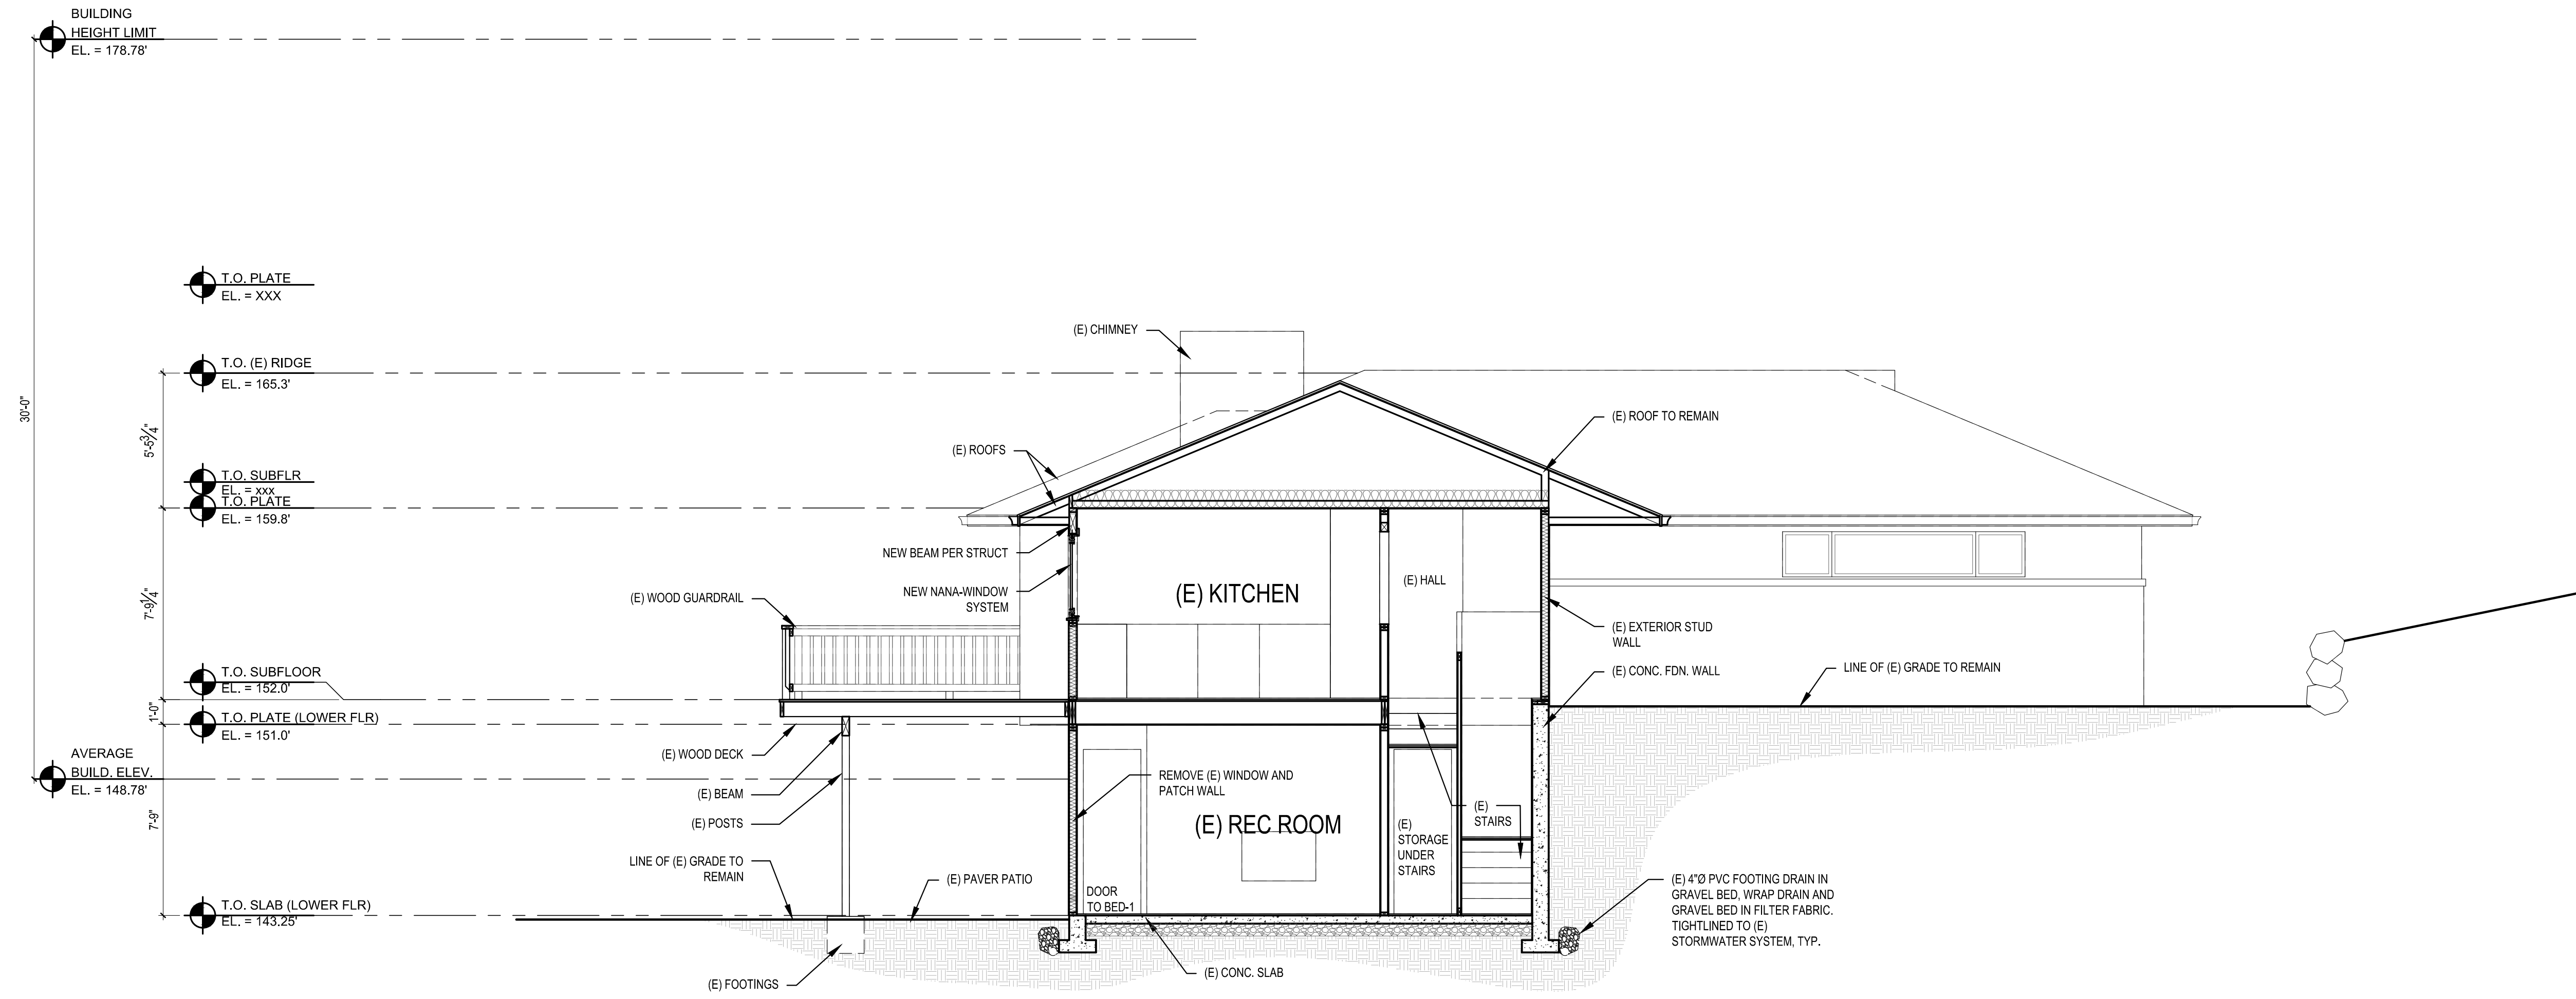 BUILDING
HEIGHT LIMIT
EL. = 178.78'
T.O. PLATE
EL. = XXX
(E) CHIMNEY
T.O. (E) RIDGE
EL. = 165.3'
30'-0"
5'-5 3/4"
(E) ROOF TO REMAIN
(E) ROOFS
T.O. SUBFLR
EL. = xxx
T.O. PLATE
EL. = 159.8'
NEW BEAM PER STRUCT
NEW NANA-WINDOW
SYSTEM
(E) KITCHEN
(E) HALL
7'-9 1/4"
(E) WOOD GUARDRAIL
(E) EXTERIOR STUD
WALL
(E) CONC. FDN. WALL
LINE OF (E) GRADE TO REMAIN
T.O. SUBFLOOR
EL. = 152.0'
1'-0"
T.O. PLATE (LOWER FLR)
EL. = 151.0'
AVERAGE
BUILD. ELEV.
EL. = 148.78'
(E) WOOD DECK
(E) BEAM
(E) POSTS
7'-9"
REMOVE (E) WINDOW AND
PATCH WALL
(E) REC ROOM
(E)
STORAGE
UNDER
STAIRS
(E)
STAIRS
LINE OF (E) GRADE TO
REMAIN
(E) PAVER PATIO
DOOR
TO BED-1
T.O. SLAB (LOWER FLR)
EL. = 143.25'
(E) 4"Ø PVC FOOTING DRAIN IN
GRAVEL BED, WRAP DRAIN AND
GRAVEL BED IN FILTER FABRIC.
TIGHTLINED TO (E)
STORMWATER SYSTEM, TYP.
(E) CONC. SLAB
(E) FOOTINGS